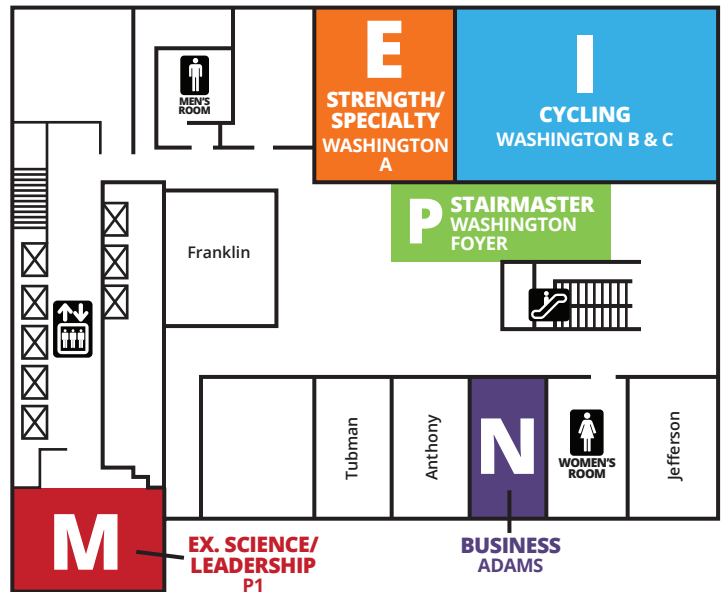 E
STRENGTH/
SPECIALTY
WASHINGTON
A
I
CYCLING
WASHINGTON B & C
MEN'S
ROOM
P
STAIRMASTER
WASHINGTON
FOYER
Franklin
Tubman
Anthony
N
WOMEN'S
ROOM
Jefferson
M
EX. SCIENCE/
LEADERSHIP
P1
BUSINESS
ADAMS